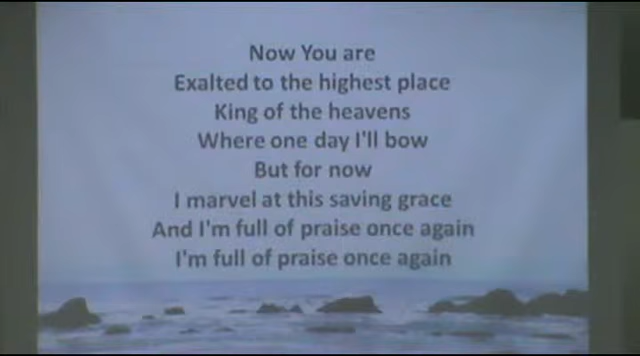 Now You are
Exalted to the highest place
King of the heavens
Where one day I'll bow
But for now
I marvel at this saving grace
And I'm full of praise once again
I'm full of praise once again